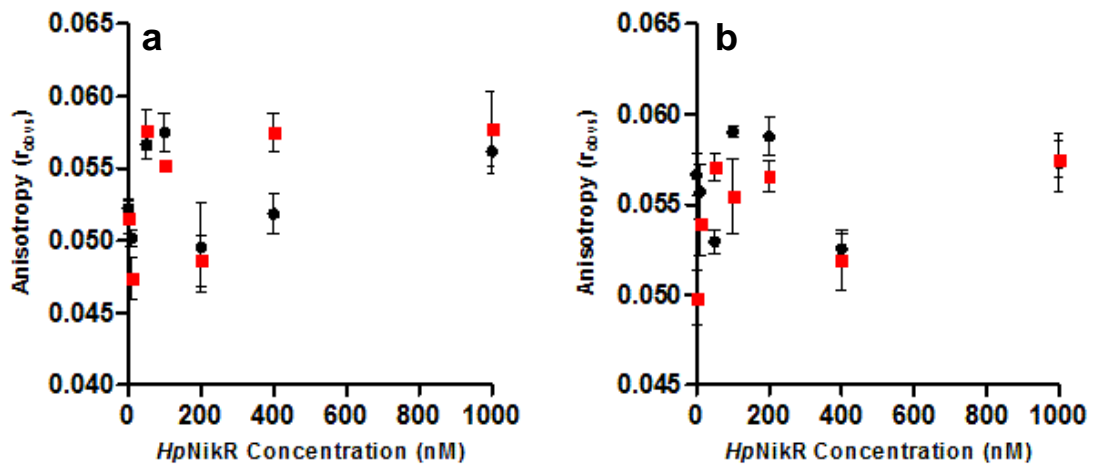 a
0.065
0.060
0.055
0.050
0.045
0.040
Anisotropy (r_obvs)
0 200 400 600 800 1000
HpNikR Concentration (nM)
b
0.065
0.060
0.055
0.050
0.045
Anisotropy (r_obvs)
0 200 400 600 800 1000
HpNikR Concentration (nM)